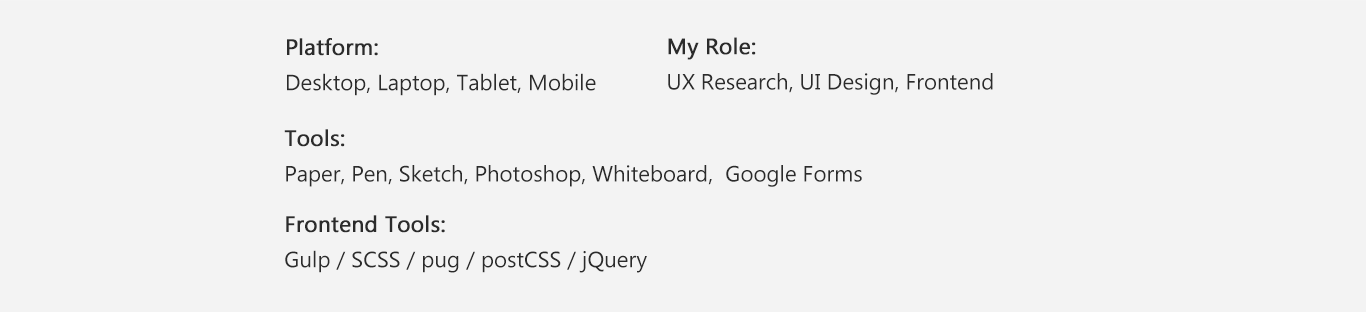 Platform:
Desktop, Laptop, Tablet, Mobile
My Role:
UX Research, UI Design, Frontend
Tools:
Paper, Pen, Sketch, Photoshop, Whiteboard,  Google Forms
Frontend Tools:
Gulp / SCSS / pug / postCSS / jQuery